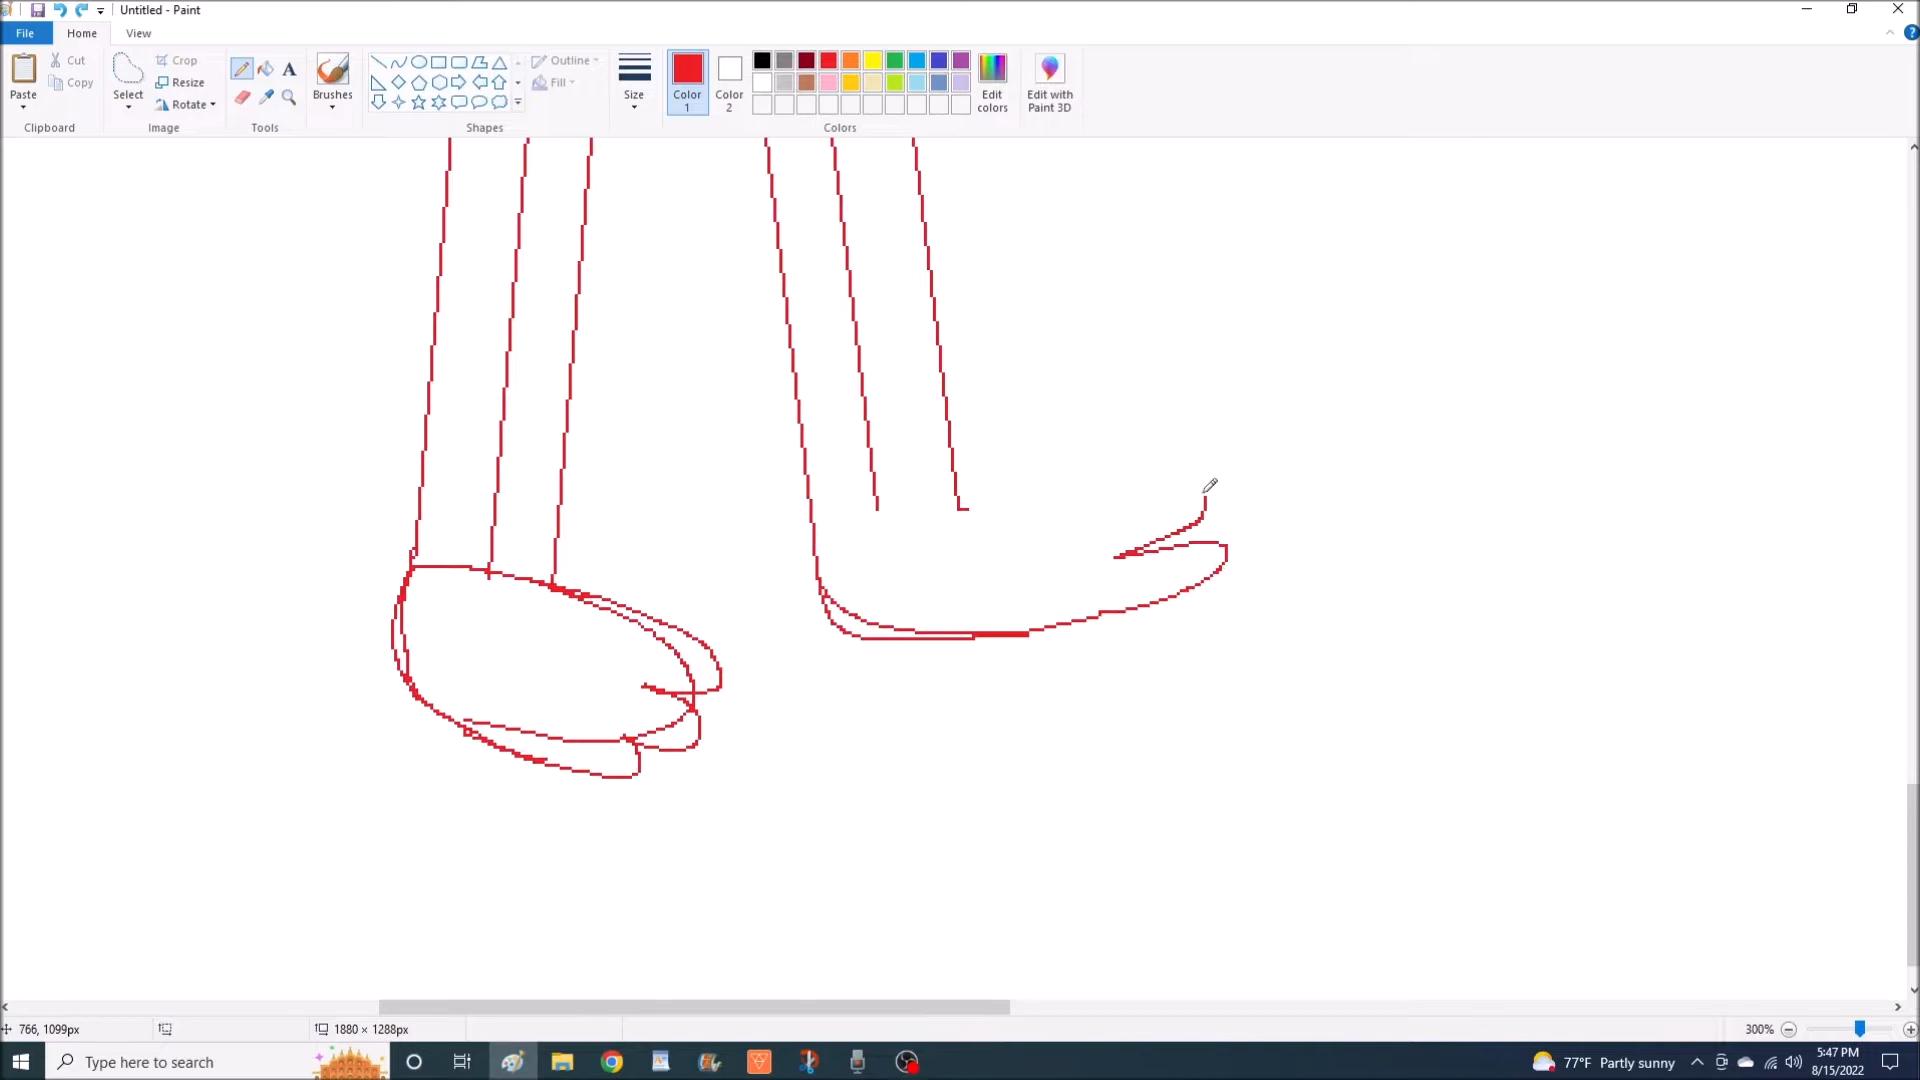 Untitled - Paint
File Home View
Paste
Cut
Copy
Clipboard
Select
Crop
Resize
Rotate
Image
A
Tools
Brushes
Shapes
Outline
Fill
Size
Color 1
Color 2
Colors
Edit colors
Edit with Paint 3D
766, 1099px
1880 × 1288px
300%
Type here to search
77°F Partly sunny
5:47 PM
8/15/2022